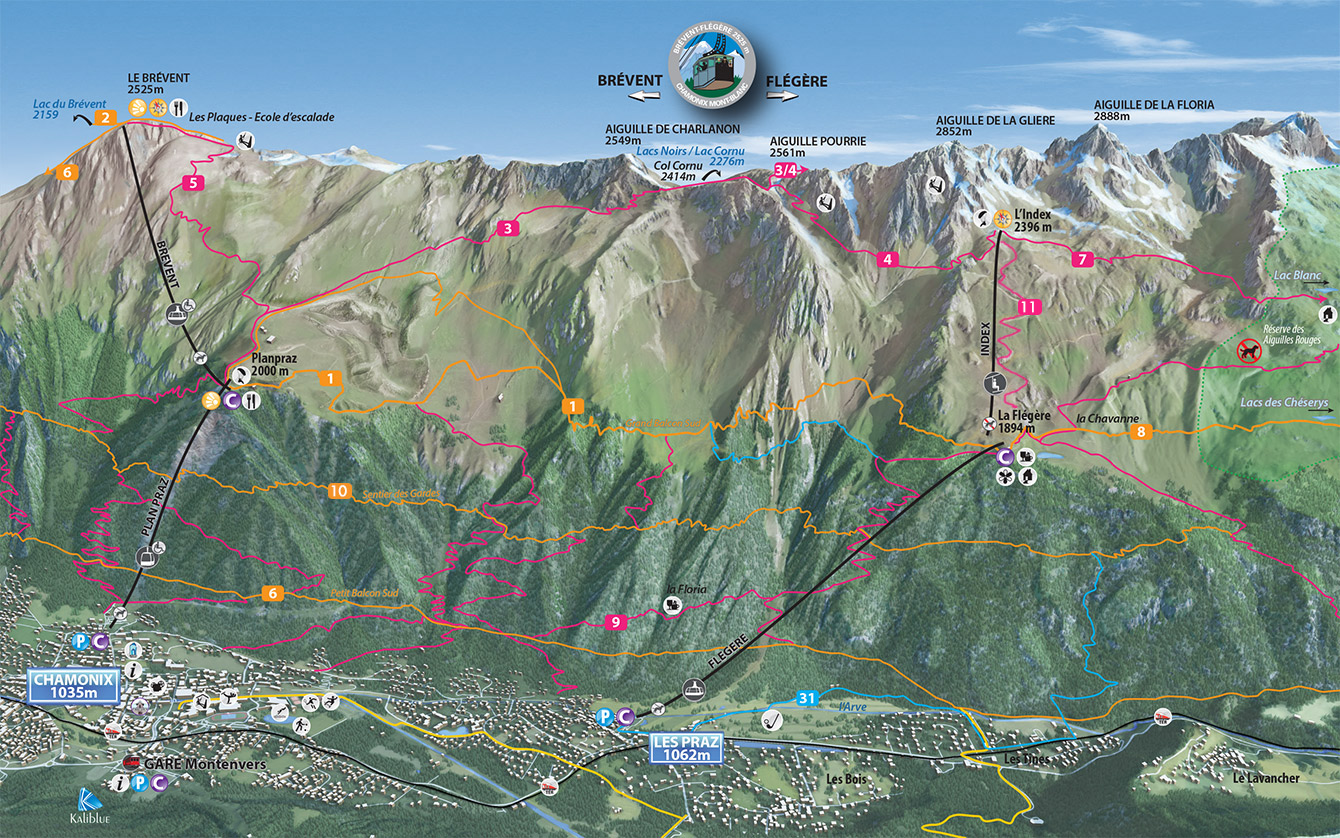 BRÉVENT-FLÉGÈRE 2525 m
CHAMONIX MONT-BLANC
BRÉVENT
FLÉGÈRE
LE BRÉVENT
2525m
Lac du Brévent
2159
2
6
Les Plaques - Ecole d'escalade
5
AIGUILLE DE CHARLANON
2549m
Lacs Noirs / Lac Cornu
2276m
Col Cornu
2414m
AIGUILLE POURRIE
2561m
3/4
AIGUILLE DE LA GLIERE
2852m
AIGUILLE DE LA FLORIA
2888m
3
4
L'Index
2396 m
7
Lac Blanc
11
BREVENT
INDEX
Réserve des
Aiguilles Rouges
Planpraz
2000 m
1
C
1
Lacs des Chéserys
La Flégère
1894 m
la Chavanne
8
C
Grand Balcon Sud
10
Sentier des Gardes
PLAN PRAZ
6
Petit Balcon Sud
la Floria
9
FLEGERE
P C
CHAMONIX
1035m
i
31
l'Arve
P C
LES PRAZ
1062m
TER
TER
TER
GARE Montenvers
i P C
Les Bois
Les Tines
Le Lavancher
KALIBLUE